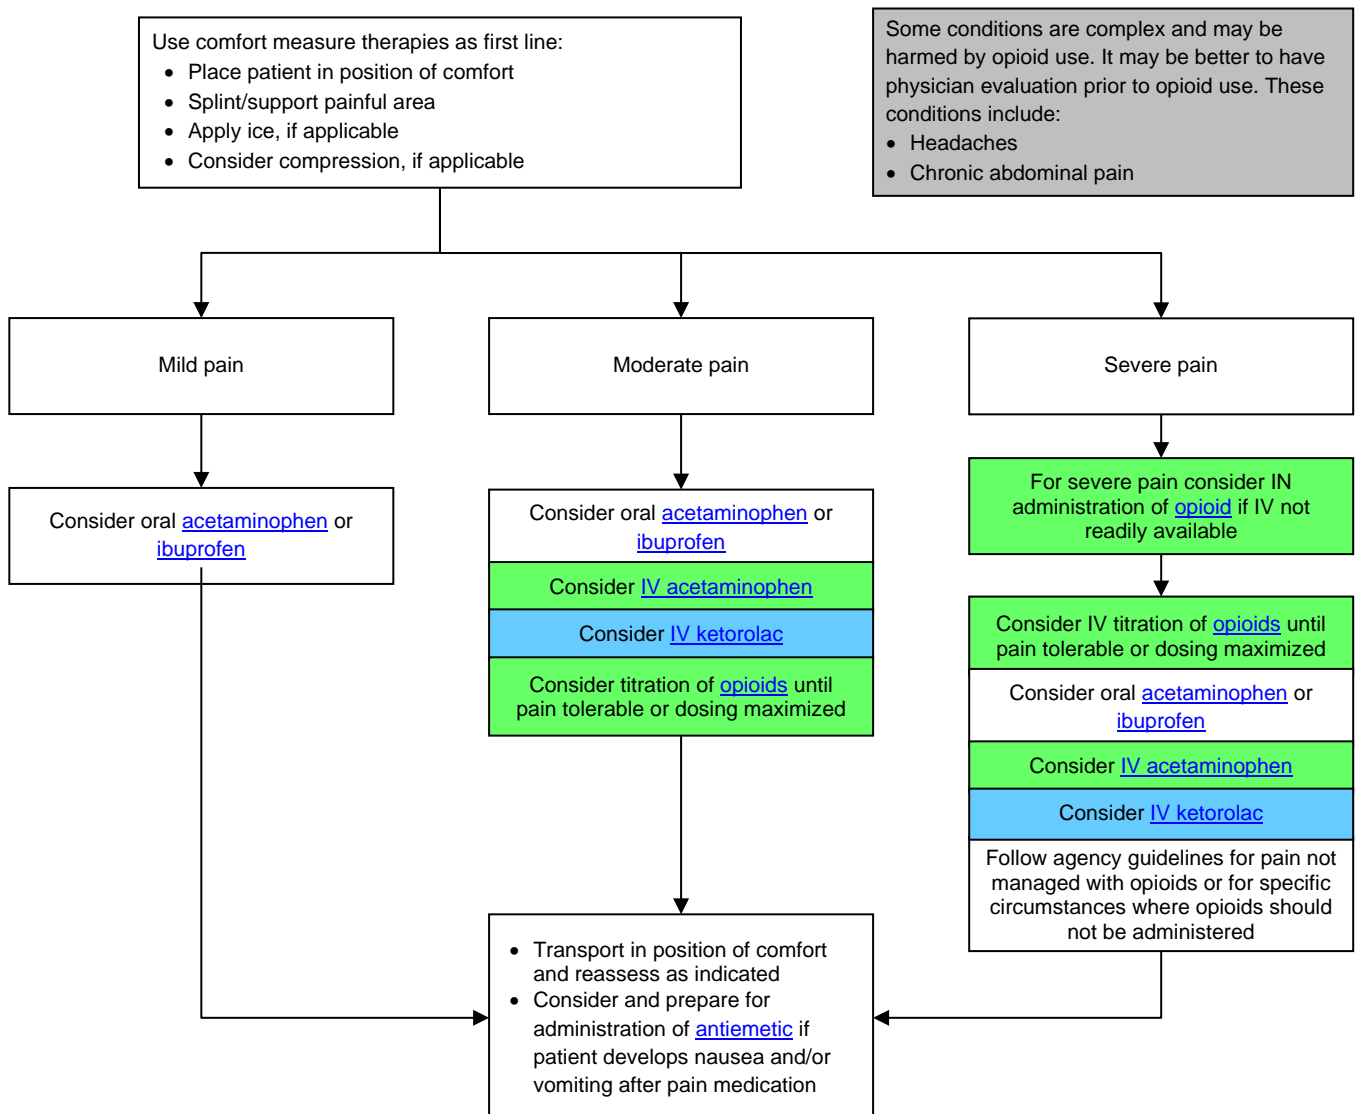 Use comfort measure therapies as first line:
• Place patient in position of comfort
• Splint/support painful area
• Apply ice, if applicable
• Consider compression, if applicable
Some conditions are complex and may be
harmed by opioid use. It may be better to have
physician evaluation prior to opioid use. These
conditions include:
• Headaches
• Chronic abdominal pain
Mild pain
Moderate pain
Severe pain
Consider oral acetaminophen or
ibuprofen
Consider oral acetaminophen or
ibuprofen
Consider IV acetaminophen
Consider IV ketorolac
Consider titration of opioids until
pain tolerable or dosing maximized
For severe pain consider IN
administration of opioid if IV not
readily available
Consider IV titration of opioids until
pain tolerable or dosing maximized
Consider oral acetaminophen or
ibuprofen
Consider IV acetaminophen
Consider IV ketorolac
Follow agency guidelines for pain not
managed with opioids or for specific
circumstances where opioids should
not be administered
• Transport in position of comfort
and reassess as indicated
• Consider and prepare for
administration of antiemetic if
patient develops nausea and/or
vomiting after pain medication